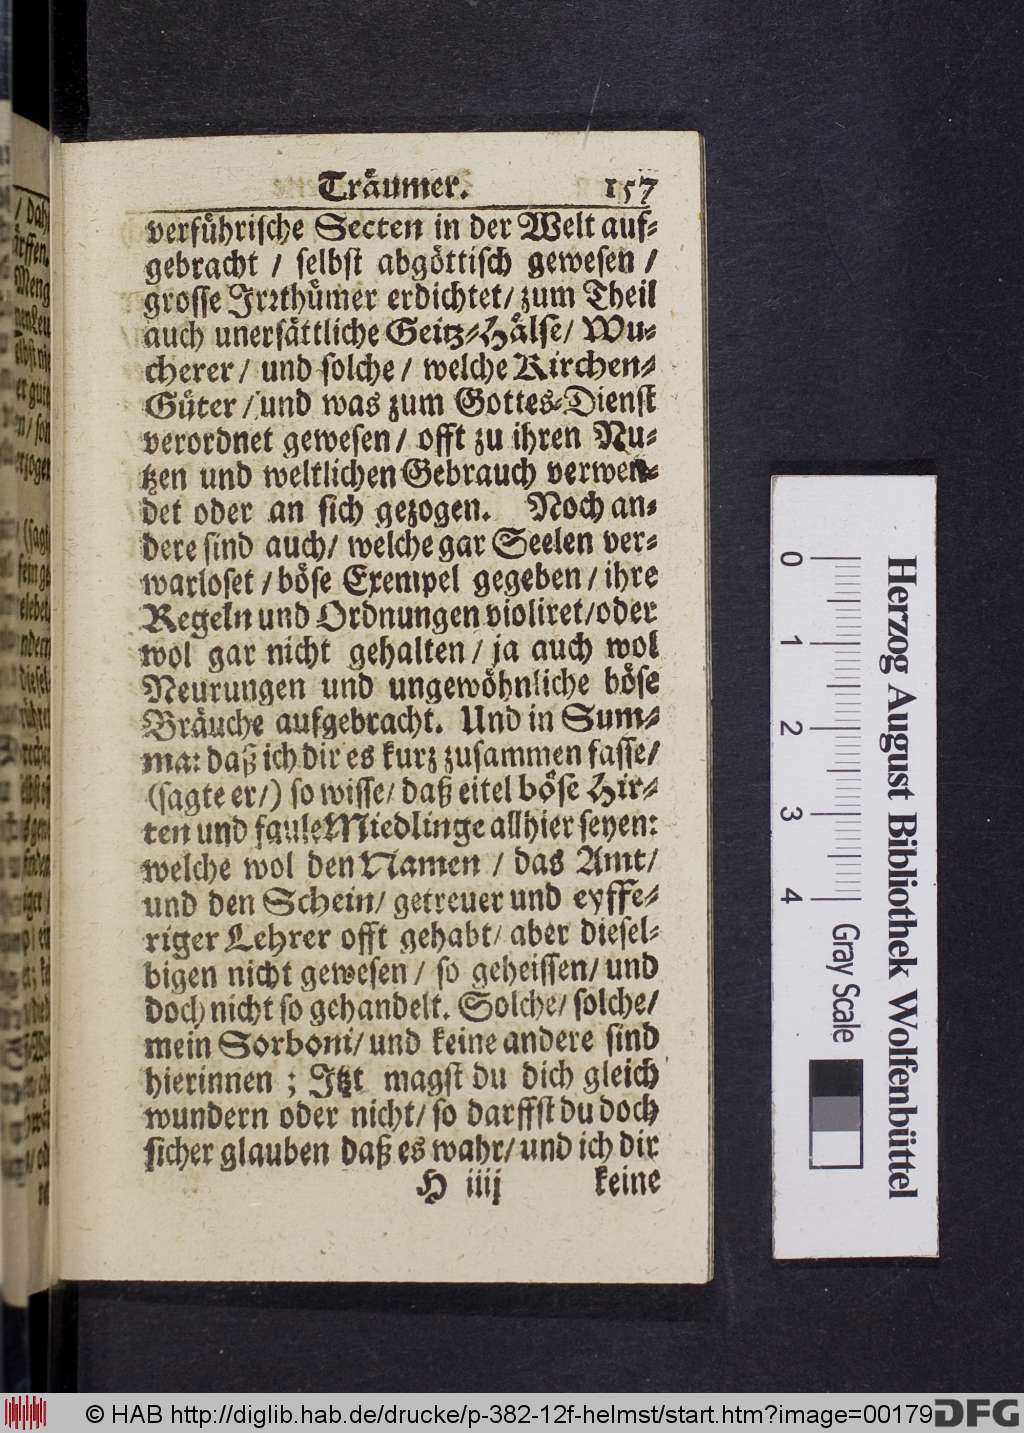 Träumer. 157
verführische Secten in der Welt auf-
gebracht / selbst abgöttisch gewesen /
grosse Irrthümer erdichtet / zum Theil
auch unersättliche Geitz-Hälse / Wu-
cherer / und solche / welche Kirchen-
Güter / und was zum Gottes-Dienst
verordnet gewesen / offt zu ihren Nu-
tzen und weltlichen Gebrauch verwen-
det oder an sich gezogen. Noch an-
dere sind auch / welche gar Seelen ver-
warloset / böse Exempel gegeben / ihre
Regeln und Ordnungen violiret / oder
wol gar nicht gehalten / ja auch wol
Neurungen und ungewöhnliche böse
Bräuche aufgebracht. Und in Sum-
ma: daß ich dir es kurz zusammen fasse /
(sagte er /) so wisse / daß eitel böse Hir-
ten und faule Miedlinge allhier seyen:
welche wol den Namen / das Amt /
und den Schein / getreuer und eyffe-
riger Lehrer offt gehabt / aber diesel-
bigen nicht gewesen / so geheissen / und
doch nicht so gehandelt. Solche / solche /
mein Sorboni / und keine andere sind
hierinnen ; Itzt magst du dich gleich
wundern oder nicht / so darffst du doch
sicher glauben daß es wahr / und ich dir
H iiij keine
0 1 2 3 4
Gray Scale
Herzog August Bibliothek Wolfenbüttel
© HAB http://diglib.hab.de/drucke/p-382-12f-helmst/start.htm?image=00179
DFG